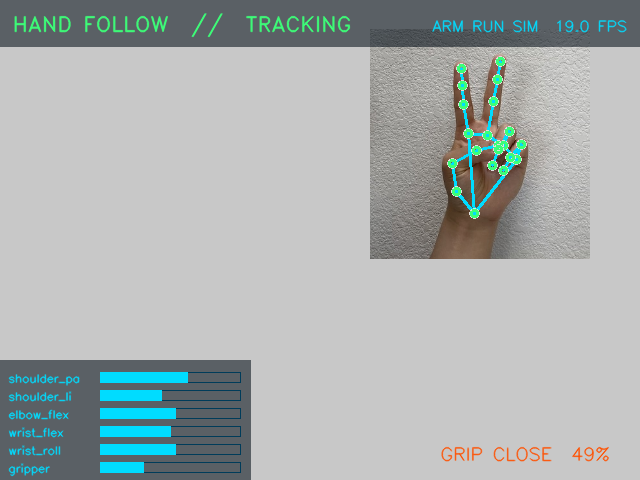 HAND FOLLOW // TRACKING
ARM RUN SIM 19.0 FPS
shoulder_pa
shoulder_li
elbow_flex
wrist_flex
wrist_roll
gripper
GRIP CLOSE 49%